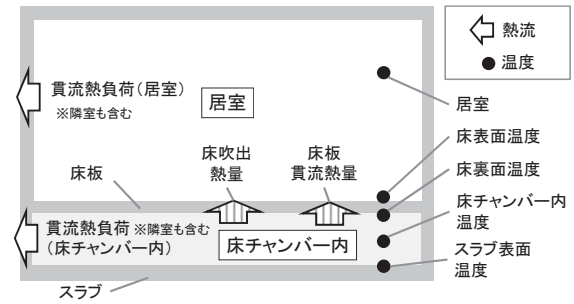 熱流
温度
貫流熱負荷（居室）
※隣室も含む
居室
居室
床表面温度
床裏面温度
床チャンバー内
温度
スラブ表面
温度
床板
床吹出
熱量
床板
貫流熱量
貫流熱負荷 ※隣室も含む
（床チャンバー内）
床チャンバー内
スラブ